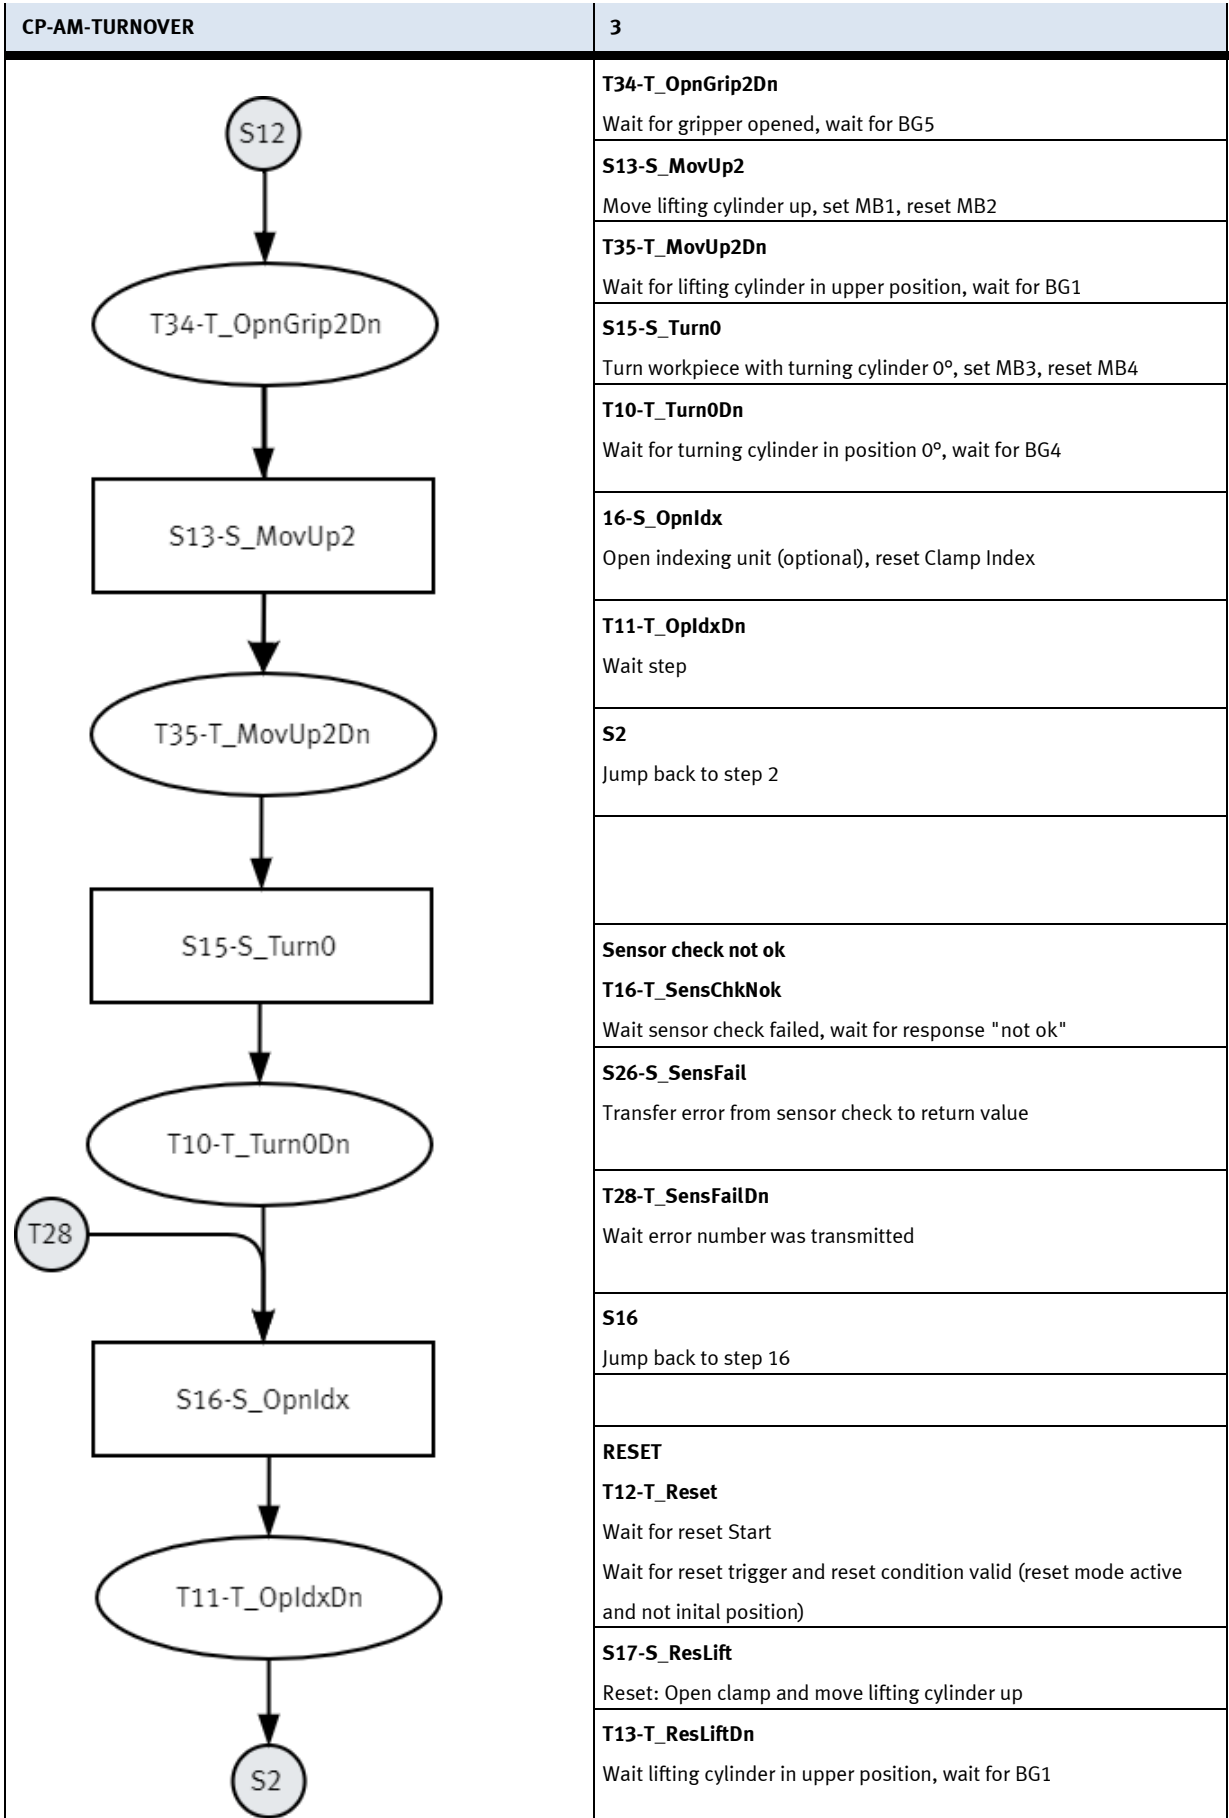 CP-AM-TURNOVER
3
S12
T34-T_OpnGrip2Dn
S13-S_MovUp2
T35-T_MovUp2Dn
S15-S_Turn0
T10-T_Turn0Dn
T28
S16-S_OpnIdx
T11-T_OpIdxDn
S2
T34-T_OpnGrip2Dn
Wait for gripper opened, wait for BG5
S13-S_MovUp2
Move lifting cylinder up, set MB1, reset MB2
T35-T_MovUp2Dn
Wait for lifting cylinder in upper position, wait for BG1
S15-S_Turn0
Turn workpiece with turning cylinder 0°, set MB3, reset MB4
T10-T_Turn0Dn
Wait for turning cylinder in position 0°, wait for BG4
16-S_OpnIdx
Open indexing unit (optional), reset Clamp Index
T11-T_OpIdxDn
Wait step
S2
Jump back to step 2
Sensor check not ok
T16-T_SensChkNok
Wait sensor check failed, wait for response "not ok"
S26-S_SensFail
Transfer error from sensor check to return value
T28-T_SensFailDn
Wait error number was transmitted
S16
Jump back to step 16
RESET
T12-T_Reset
Wait for reset Start
Wait for reset trigger and reset condition valid (reset mode active
and not inital position)
S17-S_ResLift
Reset: Open clamp and move lifting cylinder up
T13-T_ResLiftDn
Wait lifting cylinder in upper position, wait for BG1